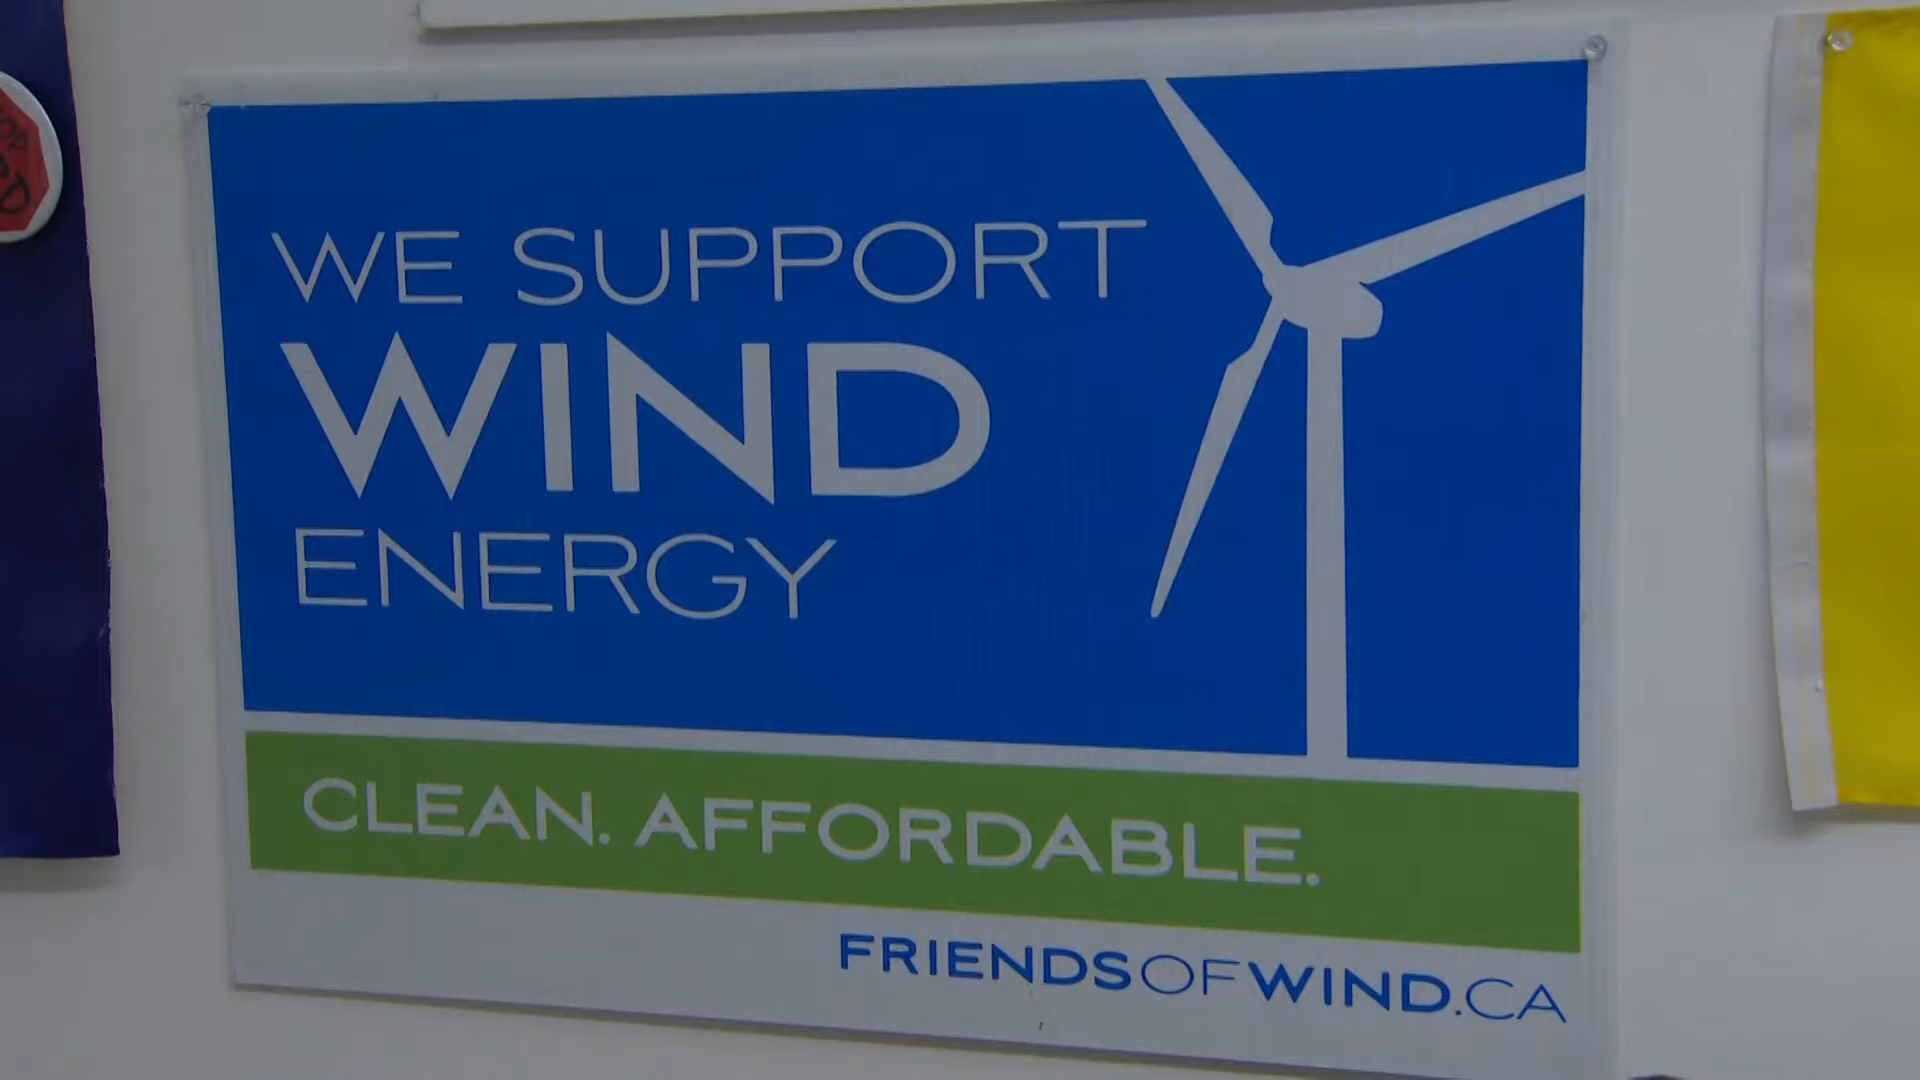 WE SUPPORT
WIND
ENERGY
CLEAN. AFFORDABLE.
FRIENDSOFWIND.CA